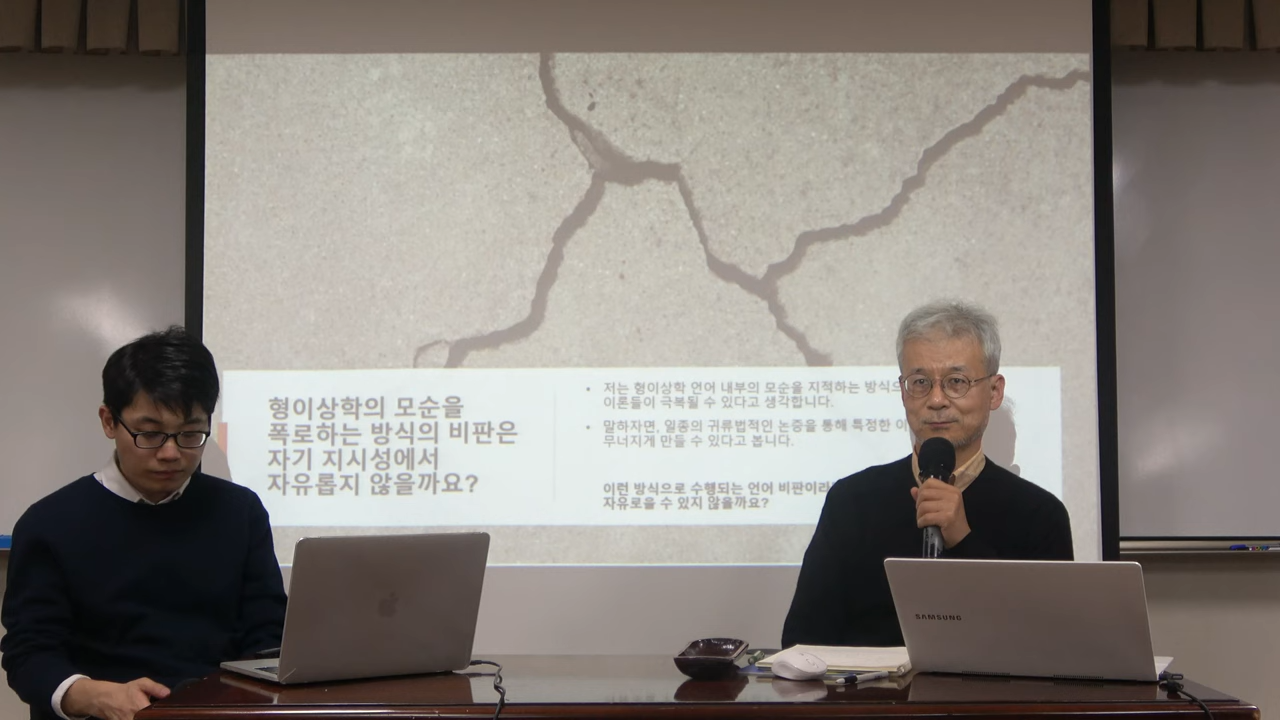 형이상학의 모순을
폭로하는 방식의 비판은
자기 지시성에서
자유롭지 않을까요?
• 저는 형이상학 언어 내부의 모순을 지적하는
이론들이 극복될 수 있다고 생각합니다.
• 말하자면, 일종의 귀류법적인 논증을 통해 특정한
무너지게 만들 수 있다고 봅니다.
이런 방식으로 수행되는 언어
자유로울 수 있지 않을까요?
SAMSUNG